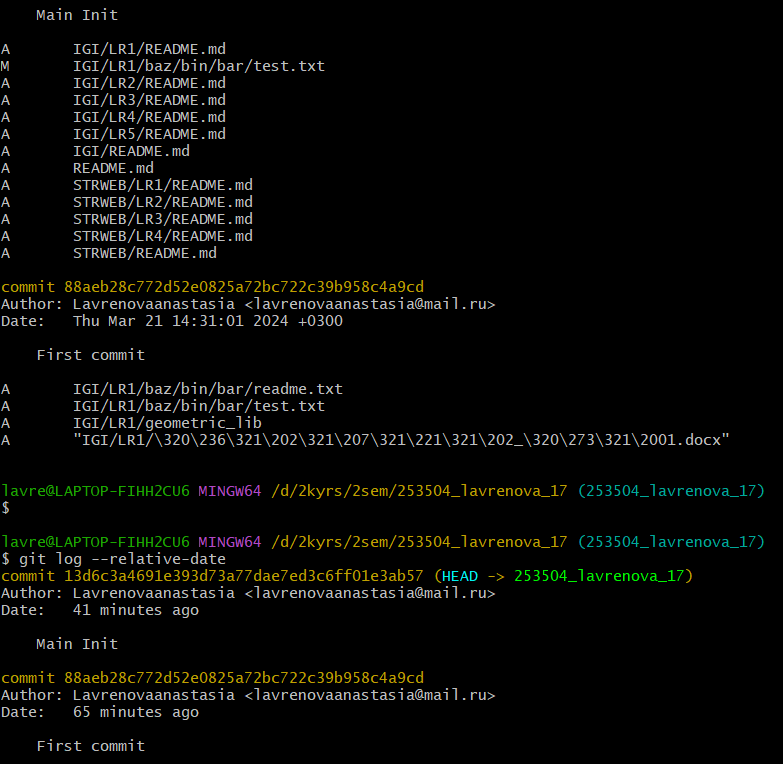 Main Init
A IGI/LR1/README.md
M IGI/LR1/baz/bin/bar/test.txt
A IGI/LR2/README.md
A IGI/LR3/README.md
A IGI/LR4/README.md
A IGI/LR5/README.md
A IGI/README.md
A README.md
A STRWEB/LR1/README.md
A STRWEB/LR2/README.md
A STRWEB/LR3/README.md
A STRWEB/LR4/README.md
A STRWEB/README.md
commit 88aeb28c772d52e0825a72bc722c39b958c4a9cd
Author: Lavrenovaanastasia <lavrenovaanastasia@mail.ru>
Date: Thu Mar 21 14:31:01 2024 +0300
First commit
A IGI/LR1/baz/bin/bar/readme.txt
A IGI/LR1/baz/bin/bar/test.txt
A IGI/LR1/geometric_lib
A "IGI/LR1/\320\236\321\202\321\207\321\221\321\202_\320\273\321\2001.docx"
lavre@LAPTOP-FIHH2CU6 MINGW64 /d/2kyrs/2sem/253504_lavrenova_17 (253504_lavrenova_17)
$
lavre@LAPTOP-FIHH2CU6 MINGW64 /d/2kyrs/2sem/253504_lavrenova_17 (253504_lavrenova_17)
$ git log --relative-date
commit 13d6c3a4691e393d73a77dae7ed3c6ff01e3ab57 (HEAD -> 253504_lavrenova_17)
Author: Lavrenovaanastasia <lavrenovaanastasia@mail.ru>
Date: 41 minutes ago
Main Init
commit 88aeb28c772d52e0825a72bc722c39b958c4a9cd
Author: Lavrenovaanastasia <lavrenovaanastasia@mail.ru>
Date: 65 minutes ago
First commit